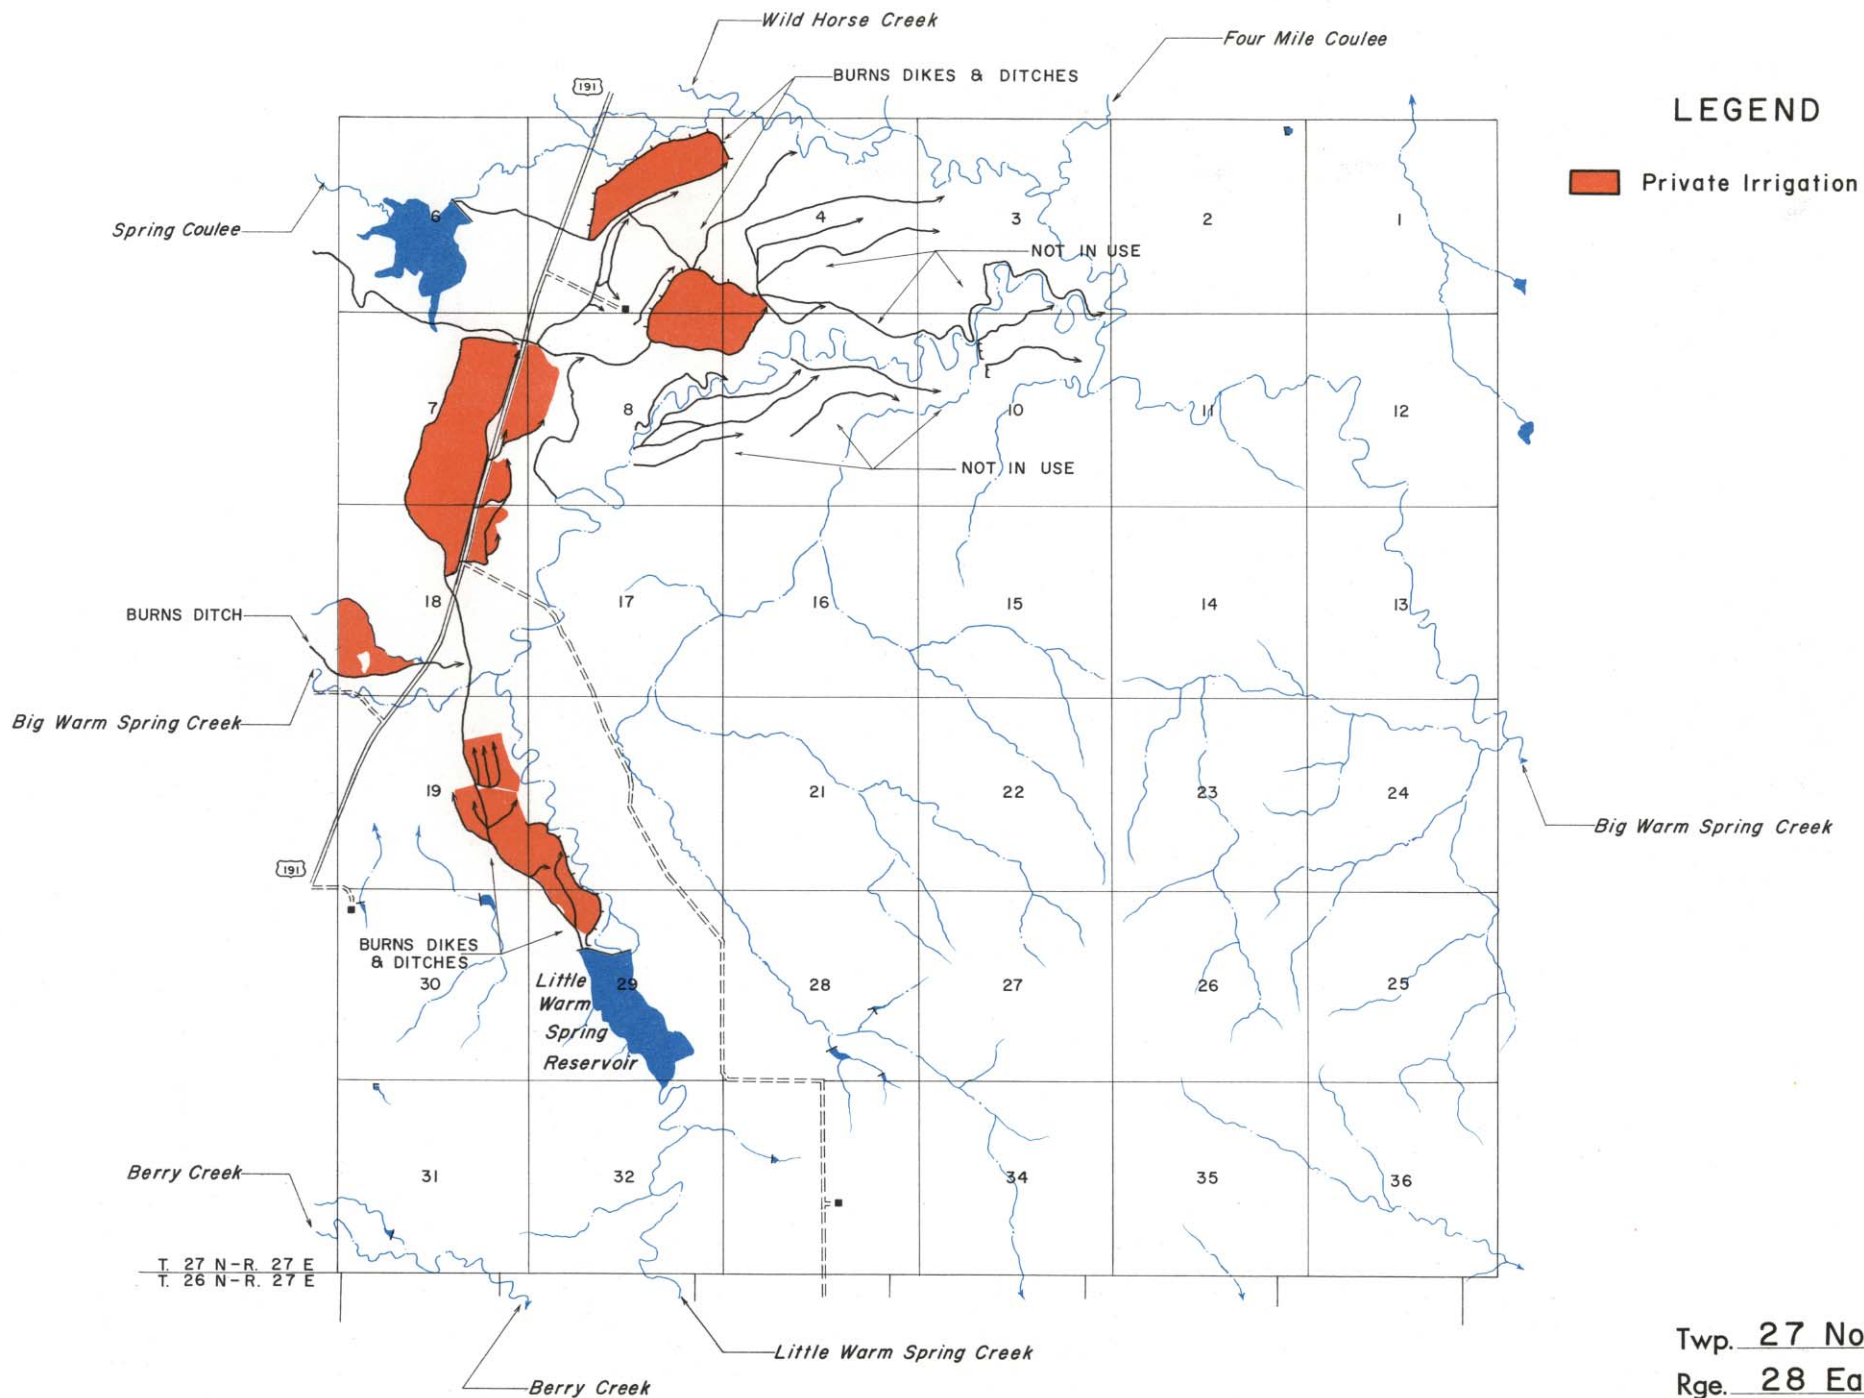 Wild Horse Creek
Four Mile Coulee
191
BURNS DIKES & DITCHES
LEGEND
Private Irrigation
Spring Coulee
6
4
3
2
1
NOT IN USE
7
8
10
11
12
NOT IN USE
18
17
16
15
14
13
BURNS DITCH
Big Warm Spring Creek
19
21
22
23
24
Big Warm Spring Creek
191
BURNS DIKES
& DITCHES
30
Little
Warm
Spring
Reservoir
29
28
27
26
25
31
32
34
35
36
Berry Creek
T. 27 N-R. 27 E
T. 26 N-R. 27 E
Little Warm Spring Creek
Berry Creek
Twp. 27 No
Rge. 28 Ea